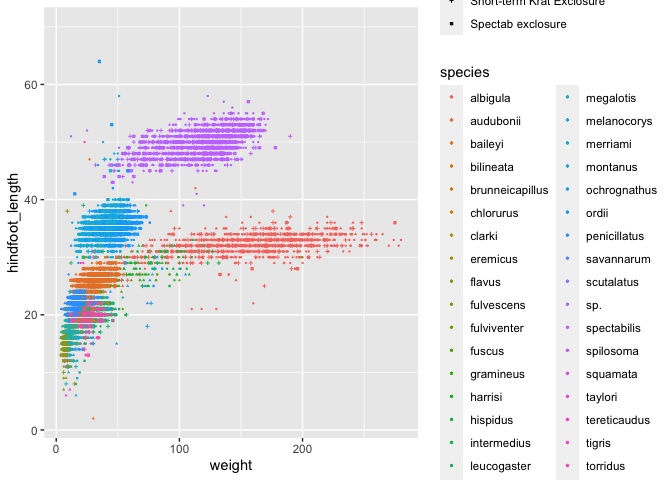 Short-term Krat Exclosure
Spectab exclosure
species
albigula
audubonii
baileyi
bilineata
brunneicapillus
chlorurus
clarki
eremicus
flavus
fulvescens
fulviventer
fuscus
gramineus
harrisi
hispidus
intermedius
leucogaster
megalotis
melanocorys
merriami
montanus
ochrognathus
ordii
penicillatus
savannarum
scutalatus
sp.
spectabilis
spilosoma
squamata
taylori
tereticaudus
tigris
torridus
hindfoot_length
60
40
20
0
0 100 200
weight